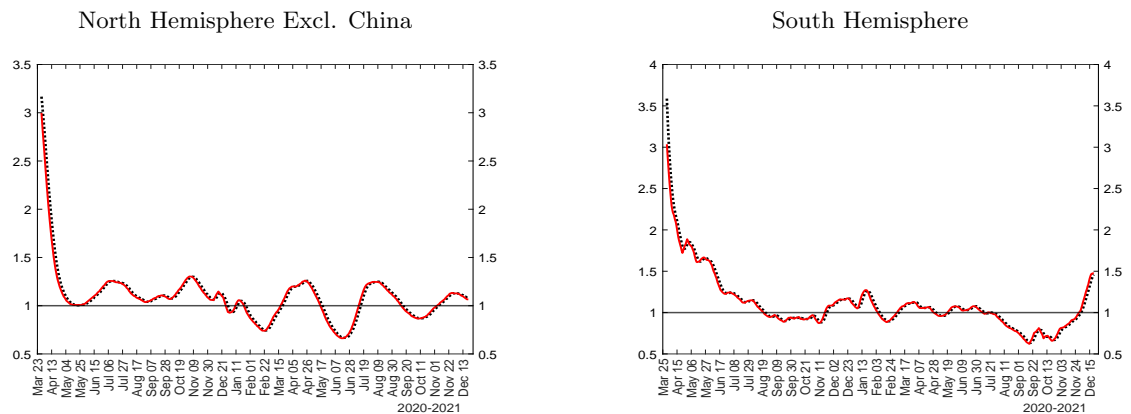 North Hemisphere Excl. China
3.5
3
2.5
2
1.5
1
0.5
3.5
3
2.5
2
1.5
1
0.5
Mar 23
Apr 13
May 04
May 25
Jun 15
Jul 06
Jul 27
Aug 17
Sep 07
Sep 28
Oct 19
Nov 09
Nov 30
Dec 21
Jan 11
Feb 01
Feb 22
Mar 15
Apr 05
Apr 26
May 17
Jun 07
Jun 28
Jul 19
Aug 09
Aug 30
Sep 20
Oct 11
Nov 01
Nov 22
Dec 13
2020-2021
South Hemisphere
4
3.5
3
2.5
2
1.5
1
0.5
4
3.5
3
2.5
2
1.5
1
0.5
Mar 25
Apr 15
May 06
May 27
Jun 17
Jul 08
Jul 29
Aug 19
Sep 09
Sep 30
Oct 21
Nov 11
Dec 02
Dec 23
Jan 13
Feb 03
Feb 24
Mar 17
Apr 07
Apr 28
May 19
Jun 09
Jun 30
Jul 21
Aug 11
Sep 01
Sep 22
Oct 13
Nov 03
Nov 24
Dec 15
2020-2021